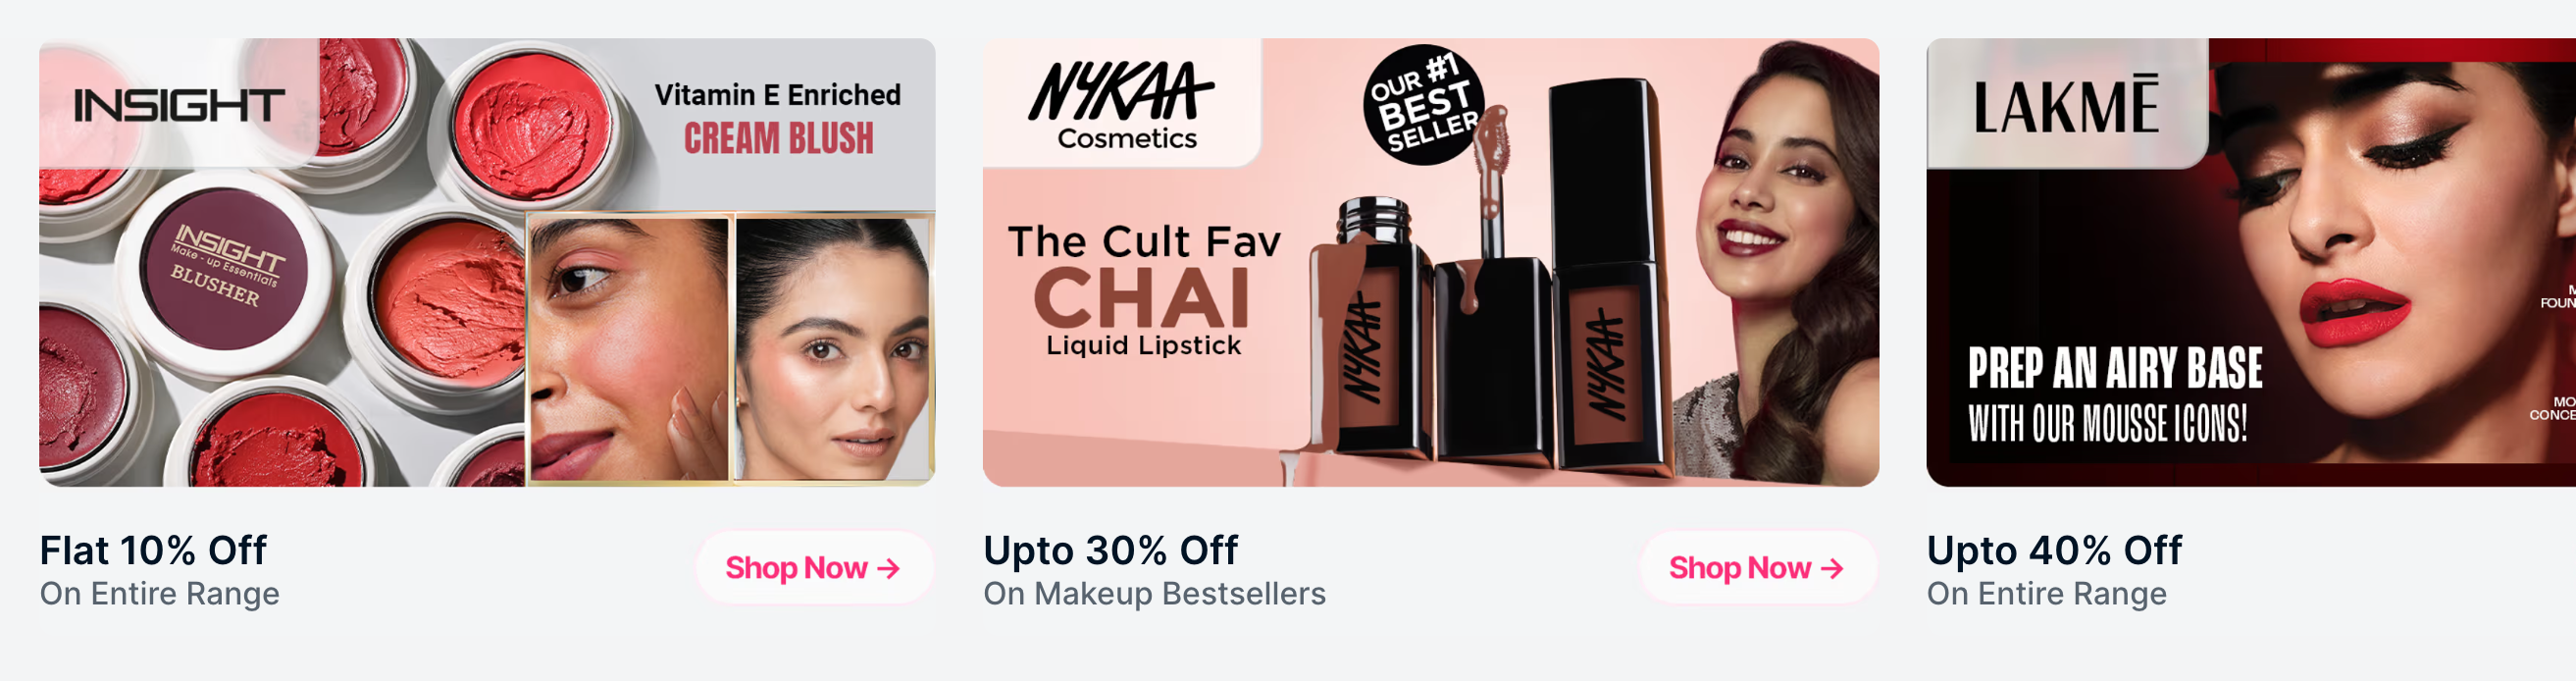 INSIGHT
Vitamin E Enriched
CREAM BLUSH
INSIGHT
Make-up Essentials
BLUSHER
Flat 10% Off
On Entire Range
Shop Now →
NYKAA
Cosmetics
OUR #1
BEST
SELLER
The Cult Fav
CHAI
Liquid Lipstick
NYKAA
NYKAA
Upto 30% Off
On Makeup Bestsellers
Shop Now →
LAKMĒ
PREP AN AIRY BASE
WITH OUR MOUSSE ICONS!
Upto 40% Off
On Entire Range